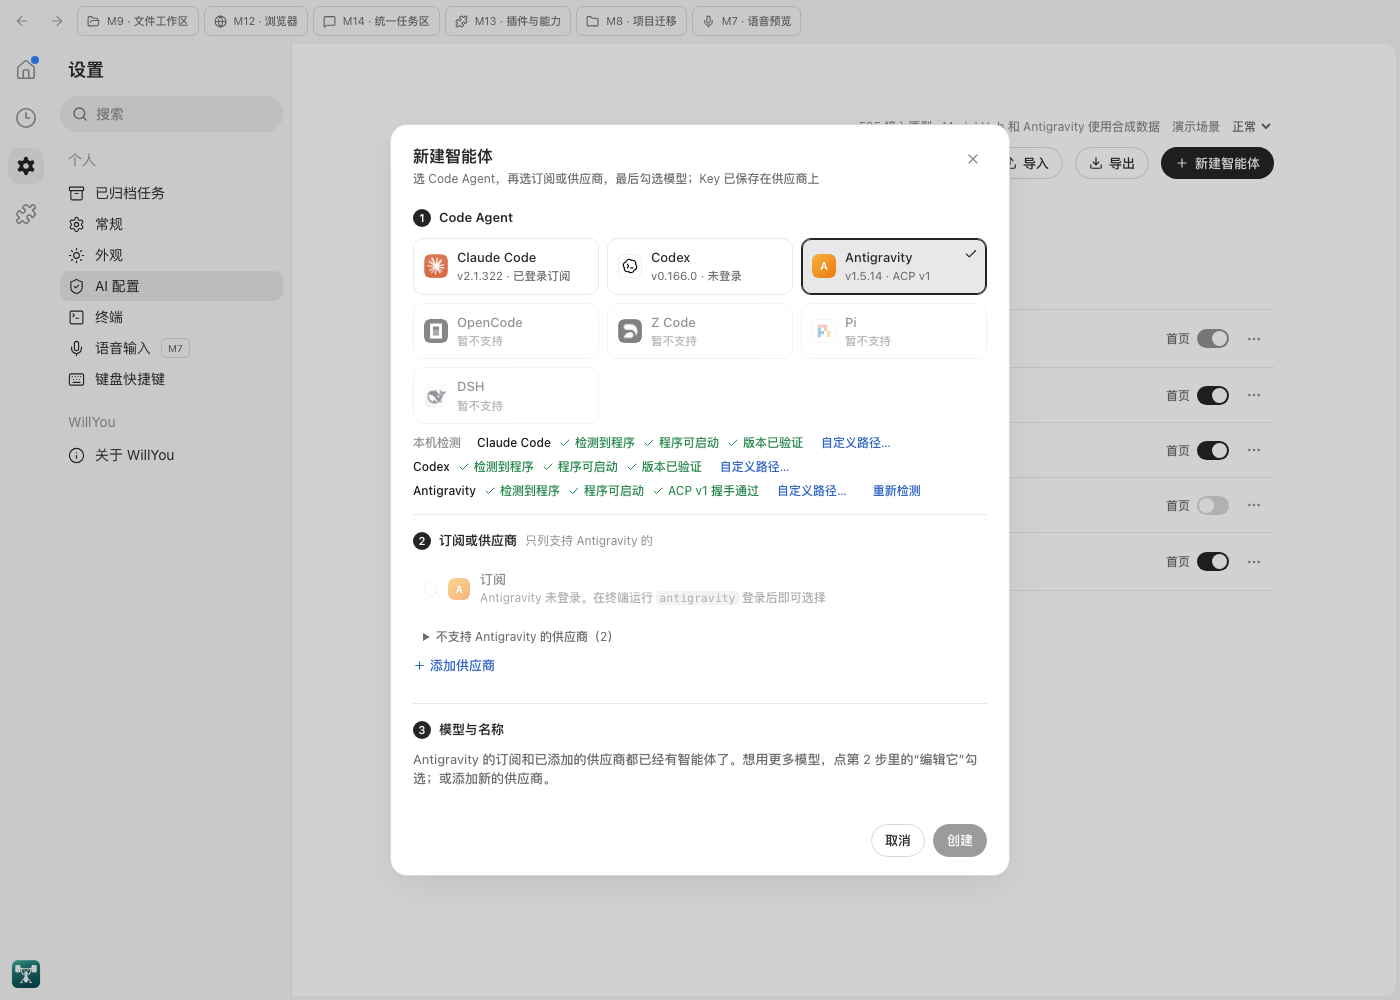 M9 · 文件工作区
M12 · 浏览器
M14 · 统一任务区
M13 · 插件与能力
M8 · 项目迁移
M7 · 语音预览
设置
搜索
个人
已归档任务
常规
外观
AI 配置
终端
语音输入 M7
键盘快捷键
WillYou
关于 WillYou
和 Antigravity 使用合成数据 演示场景 正常
导入
导出
新建智能体
首页
首页
首页
首页
首页
新建智能体
选 Code Agent，再选订阅或供应商，最后勾选模型；Key 已保存在供应商上
1 Code Agent
Claude Code
v2.1.322 · 已登录订阅
Codex
v0.166.0 · 未登录
A Antigravity
v1.5.14 · ACP v1
OpenCode
暂不支持
Z Code
暂不支持
Pi
暂不支持
DSH
暂不支持
本机检测 Claude Code 检测到程序 程序可启动 版本已验证 自定义路径...
Codex 检测到程序 程序可启动 版本已验证 自定义路径...
Antigravity 检测到程序 程序可启动 ACP v1 握手通过 自定义路径... 重新检测
2 订阅或供应商 只列支持 Antigravity 的
A 订阅
Antigravity 未登录。在终端运行 antigravity 登录后即可选择
不支持 Antigravity 的供应商（2）
添加供应商
3 模型与名称
Antigravity 的订阅和已添加的供应商都已经有智能体了。想用更多模型，点第 2 步里的“编辑它”勾
选；或添加新的供应商。
取消
创建